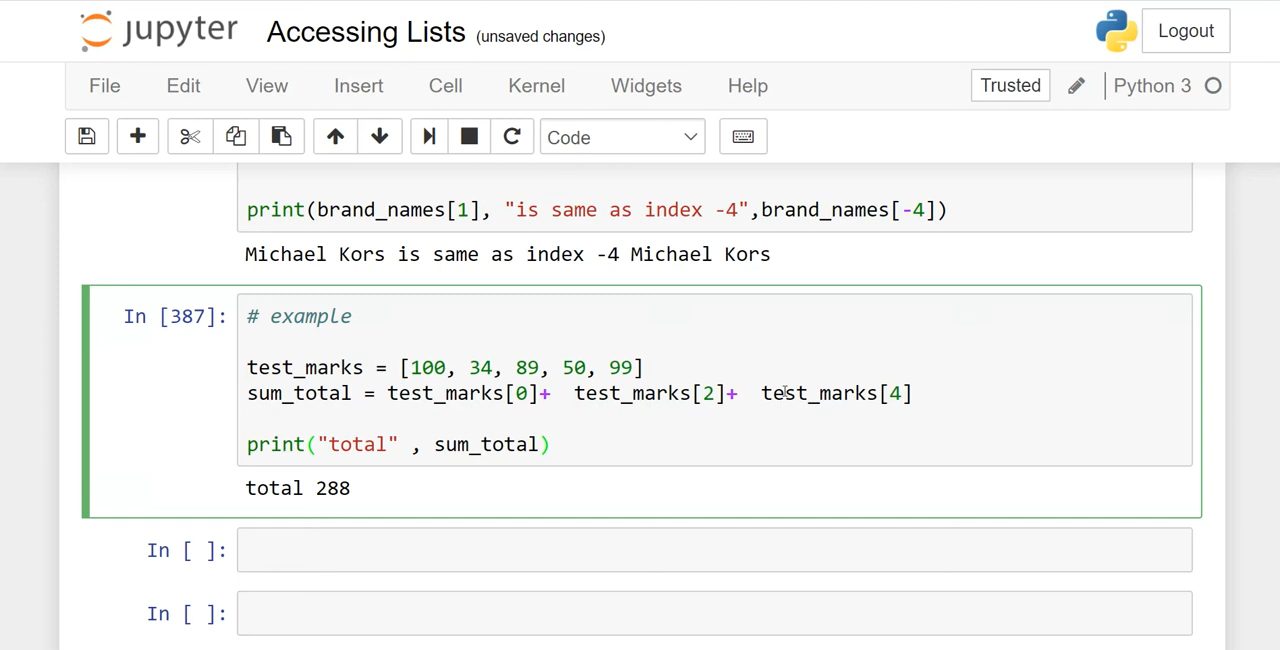 jupyter Accessing Lists (unsaved changes) Logout
File Edit View Insert Cell Kernel Widgets Help Trusted Python 3
Code
print(brand_names[1], "is same as index -4",brand_names[-4])
Michael Kors is same as index -4 Michael Kors
In [387]: # example
test_marks = [100, 34, 89, 50, 99]
sum_total = test_marks[0]+  test_marks[2]+  test_marks[4]
print("total" , sum_total)
total 288
In [ ]:
In [ ]: